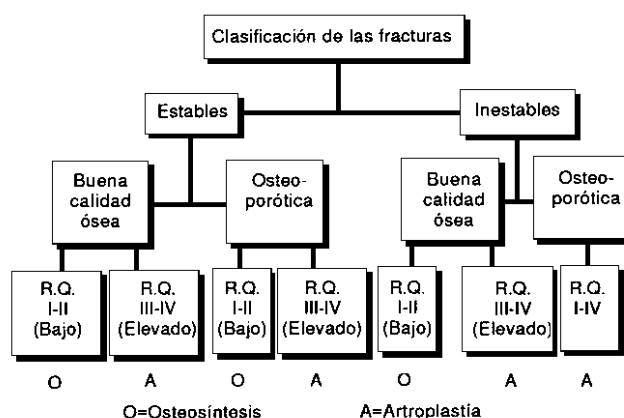 Clasificación de las fracturas
Estables
Inestables
Buena
calidad
ósea
Osteo-
porótica
Buena
calidad
ósea
Osteo-
porótica
R.Q.
I-II
(Bajo)
R.Q.
III-IV
(Elevado)
R.Q.
I-II
(Bajo)
R.Q.
III-IV
(Elevado)
R.Q.
I-II
(Bajo)
R.Q.
III-IV
(Elevado)
R.Q.
I-IV
O A O A O A A
O=Osteosíntesis A=Artroplastía